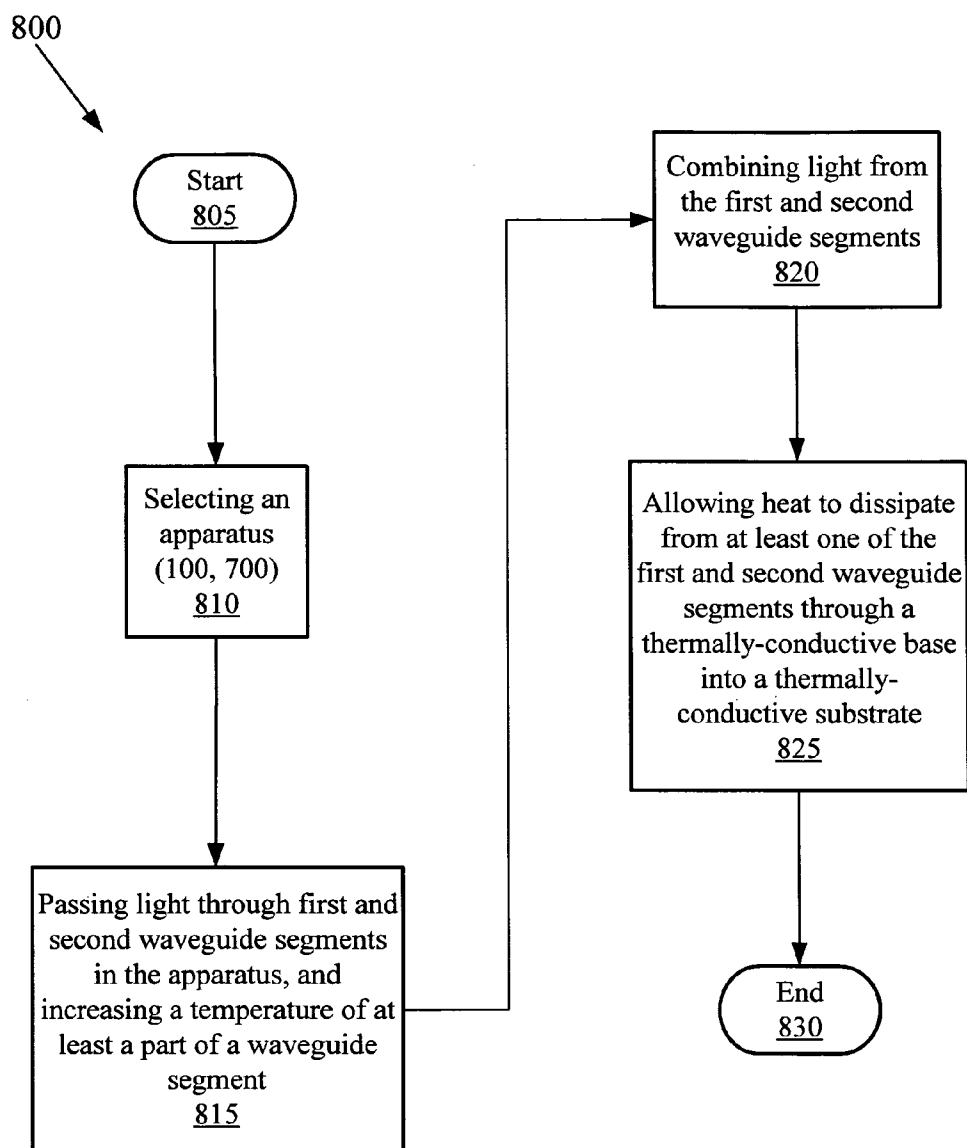 800
Start
805
Selecting an
apparatus
(100, 700)
810
Passing light through first and
second waveguide segments
in the apparatus, and
increasing a temperature of at
least a part of a waveguide
segment
815
Combining light from
the first and second
waveguide segments
820
Allowing heat to dissipate
from at least one of the
first and second waveguide
segments through a
thermally-conductive base
into a thermally-
conductive substrate
825
End
830